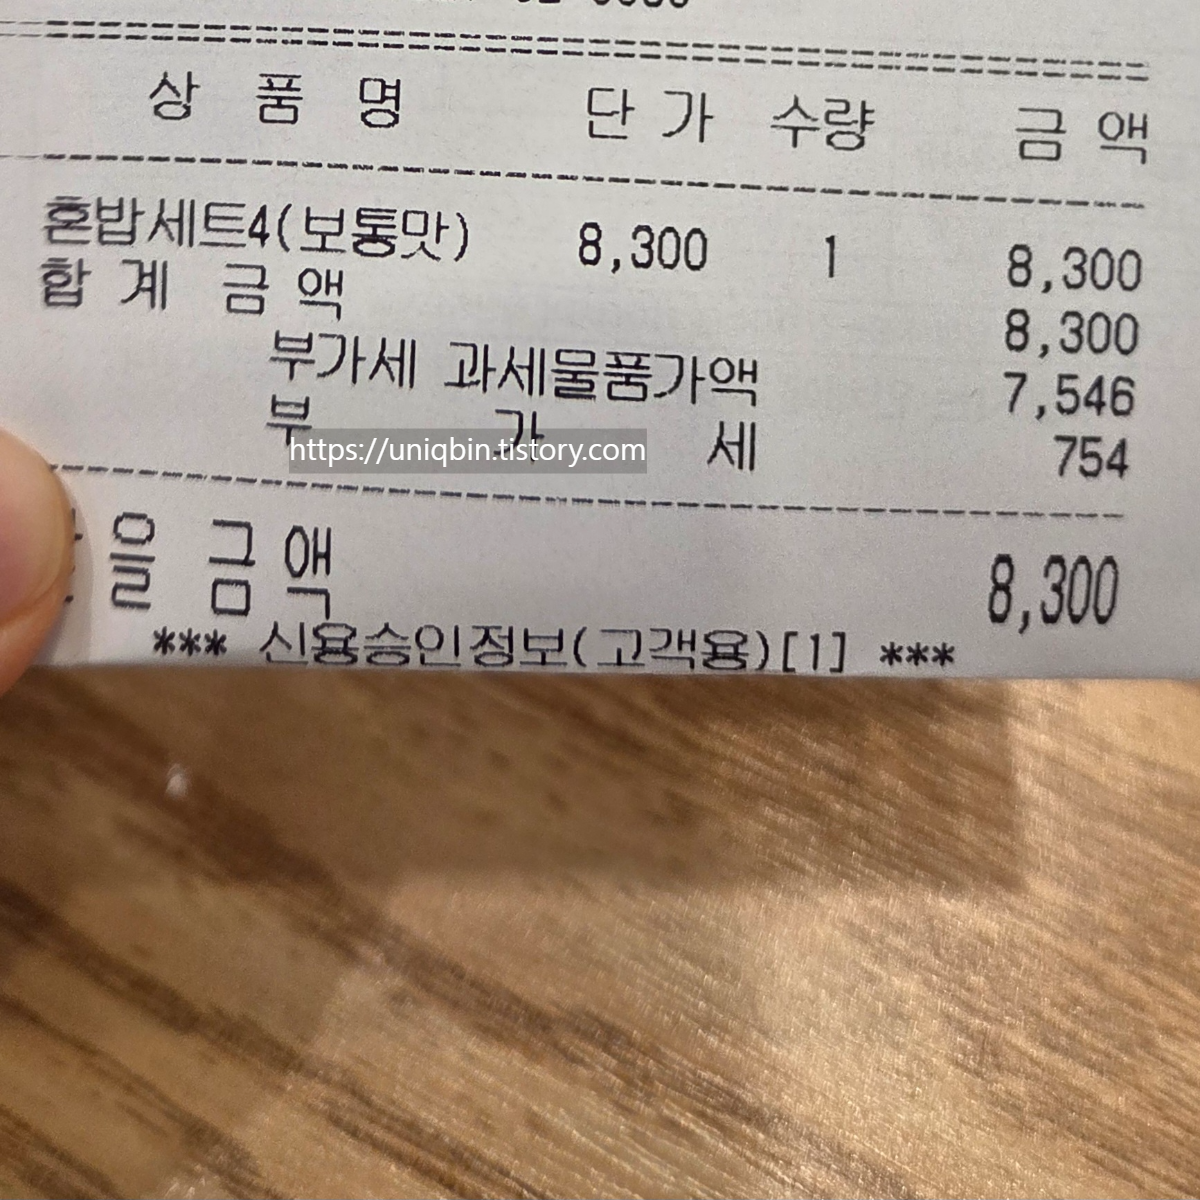 상 품 명 단 가 수량 금 액
혼밥세트4(보통맛) 8,300 1 8,300
합 계 금 액 8,300
부가세 과세물품가액 7,546
부 가 세 754
https://uniqbin.tistory.com
을 금 액 8,300
*** 신용승인정보(고객용)[1] ***